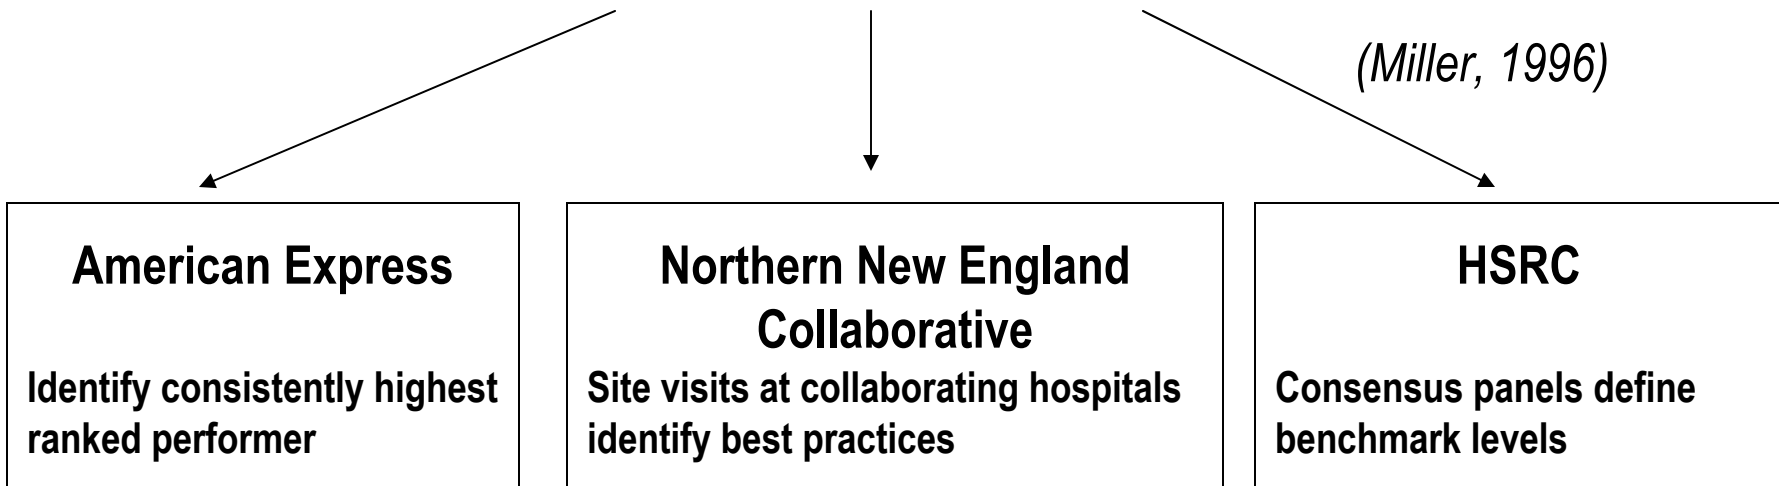 (Miller, 1996)
American Express
Identify consistently highest
ranked performer
Northern New England
Collaborative
Site visits at collaborating hospitals
identify best practices
HSRC
Consensus panels define
benchmark levels